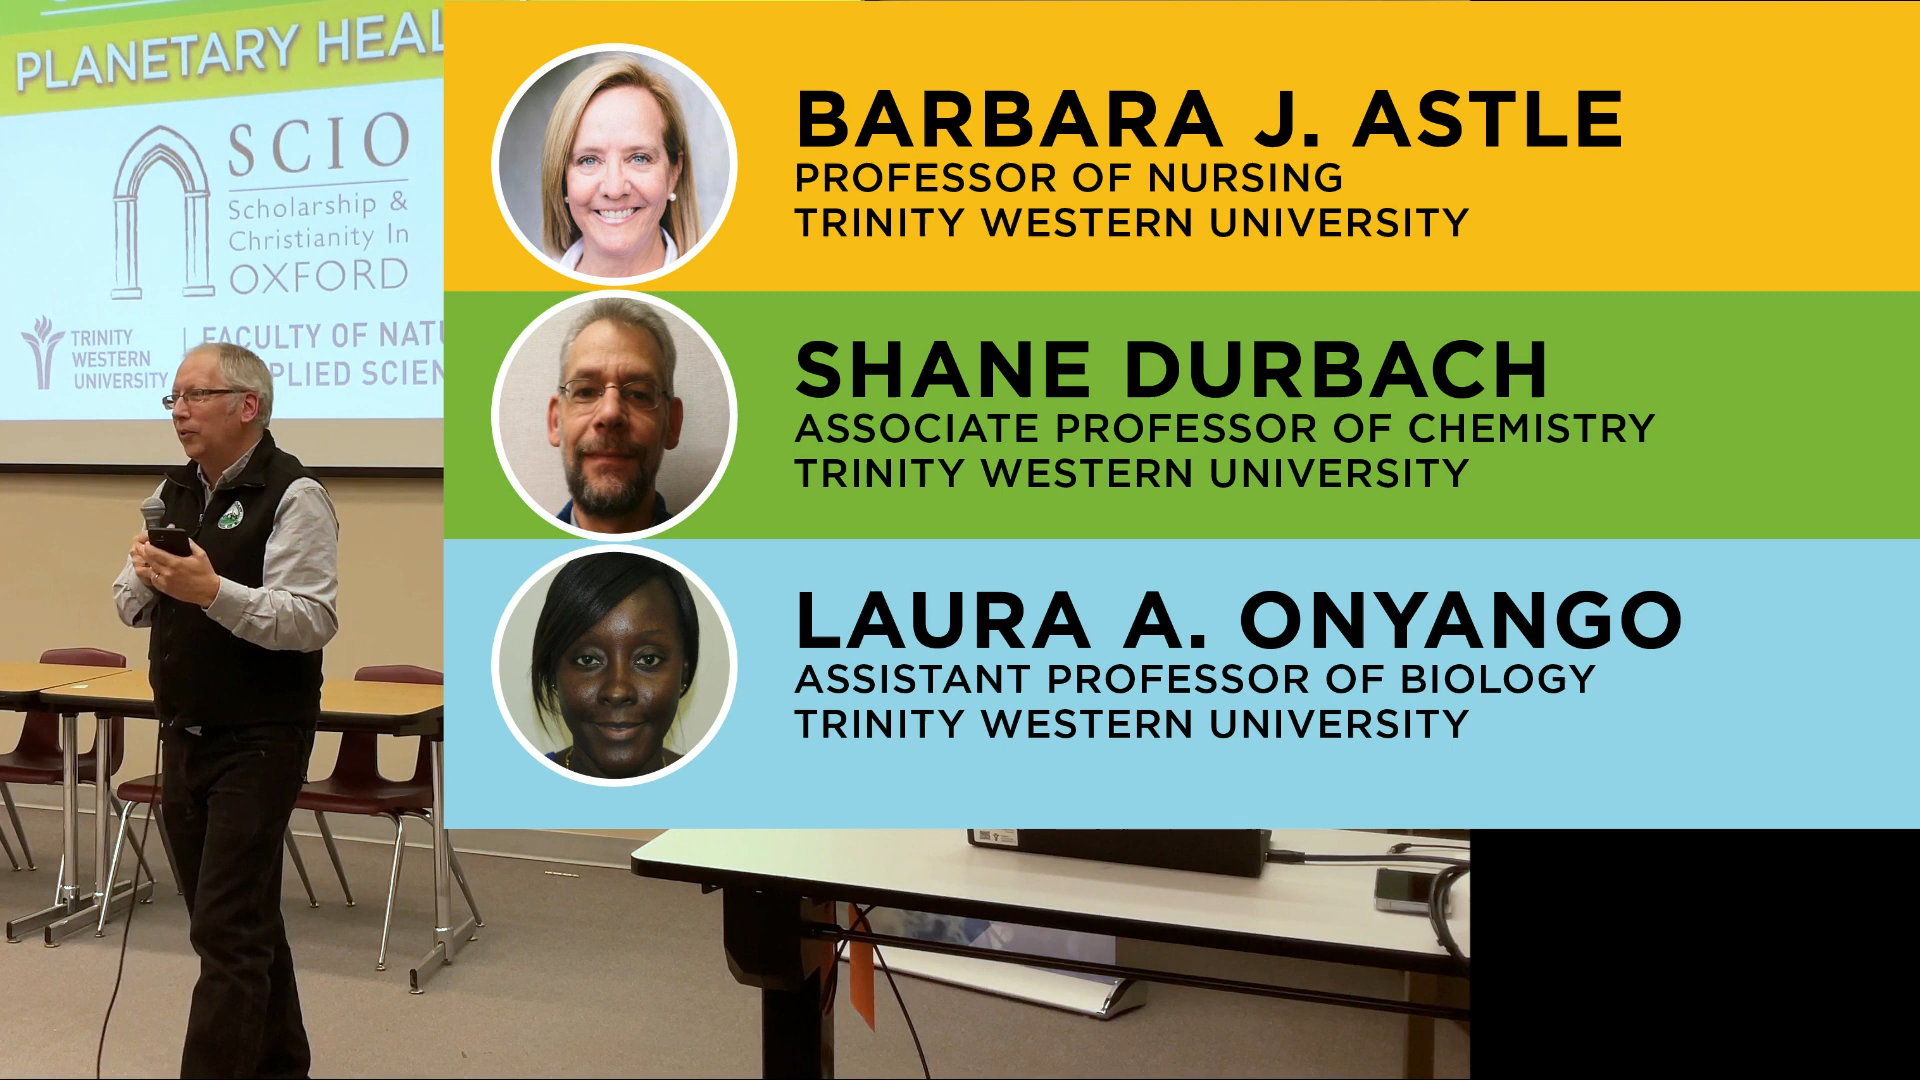 PLANETARY HEAL
SCIO
Scholarship &
Christianity In
OXFORD
TRINITY
WESTERN
UNIVERSITY
FACULTY OF NATU
PLIED SCIEN
BARBARA J. ASTLE
PROFESSOR OF NURSING
TRINITY WESTERN UNIVERSITY
SHANE DURBACH
ASSOCIATE PROFESSOR OF CHEMISTRY
TRINITY WESTERN UNIVERSITY
LAURA A. ONYANGO
ASSISTANT PROFESSOR OF BIOLOGY
TRINITY WESTERN UNIVERSITY